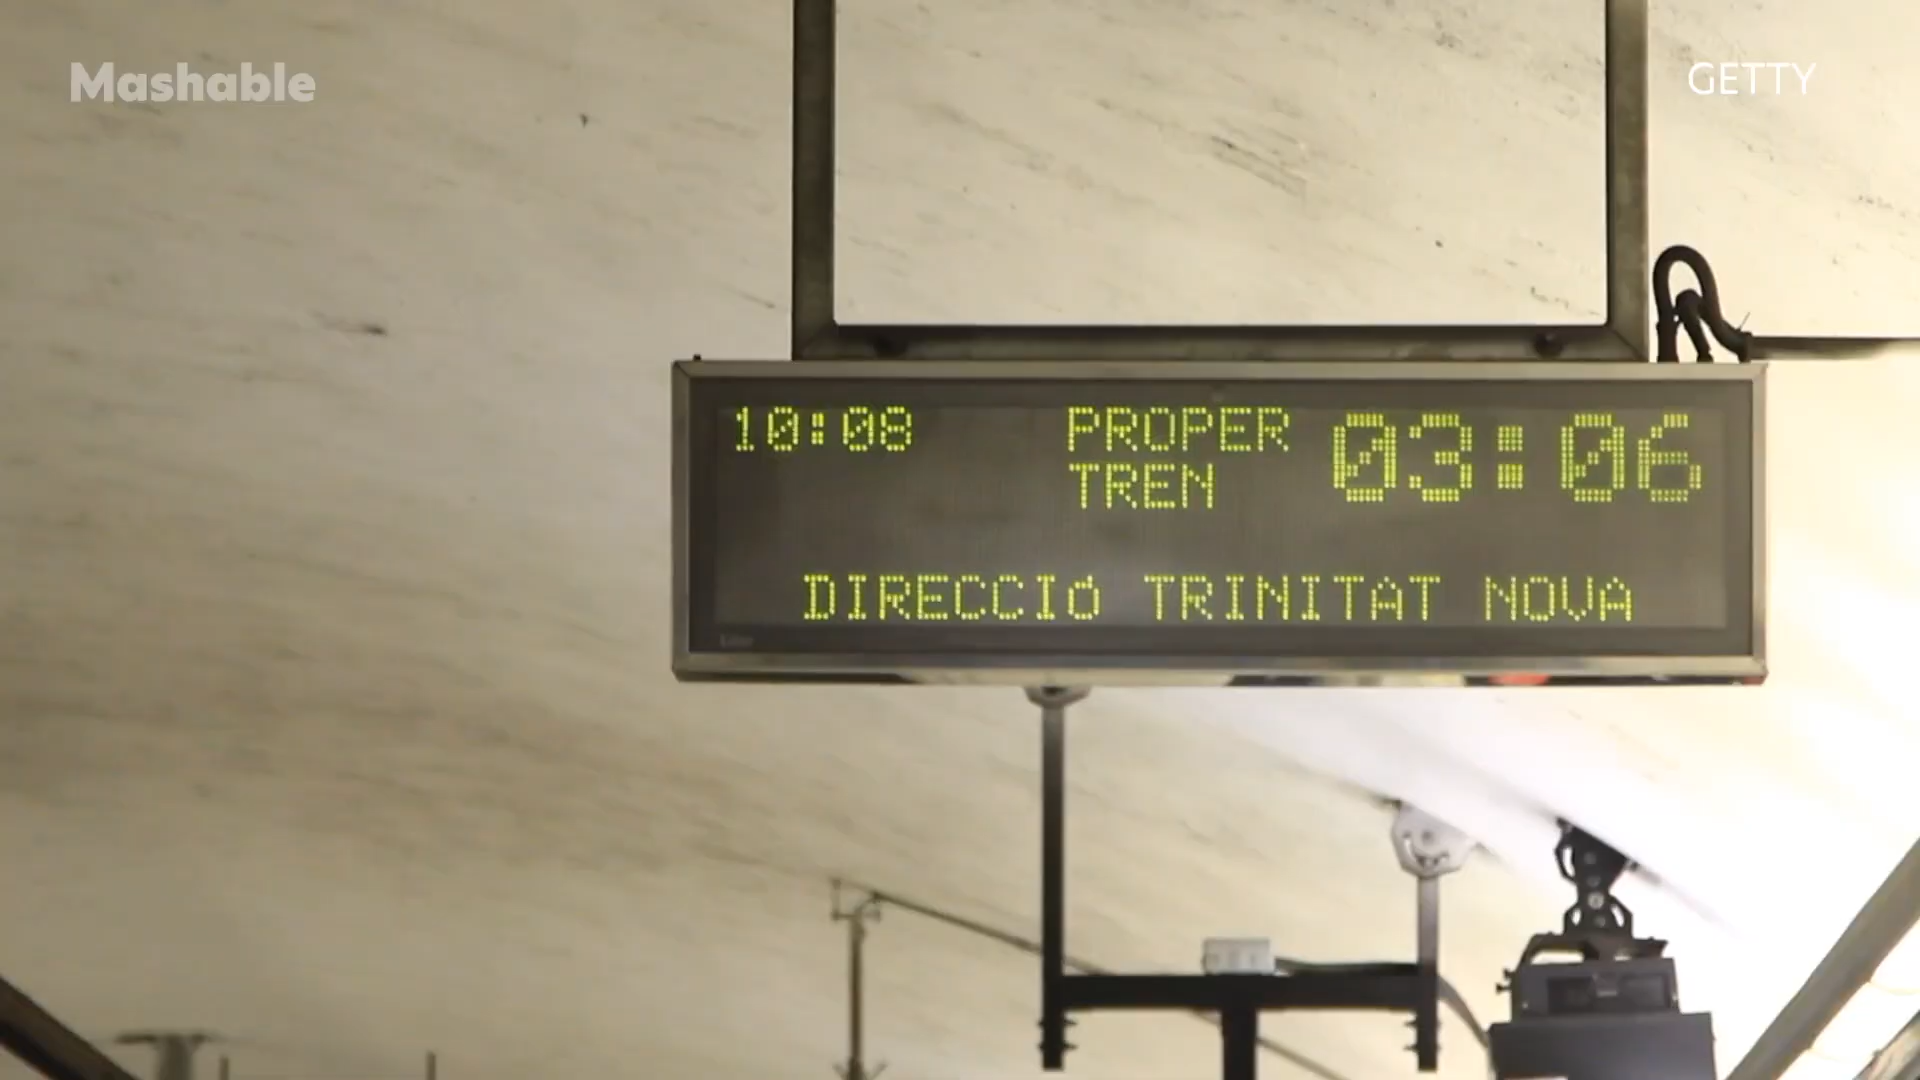 Mashable
GETTY
10:08 PROPER TREN 03:06
DIRECCIÓ TRINITAT NOVA